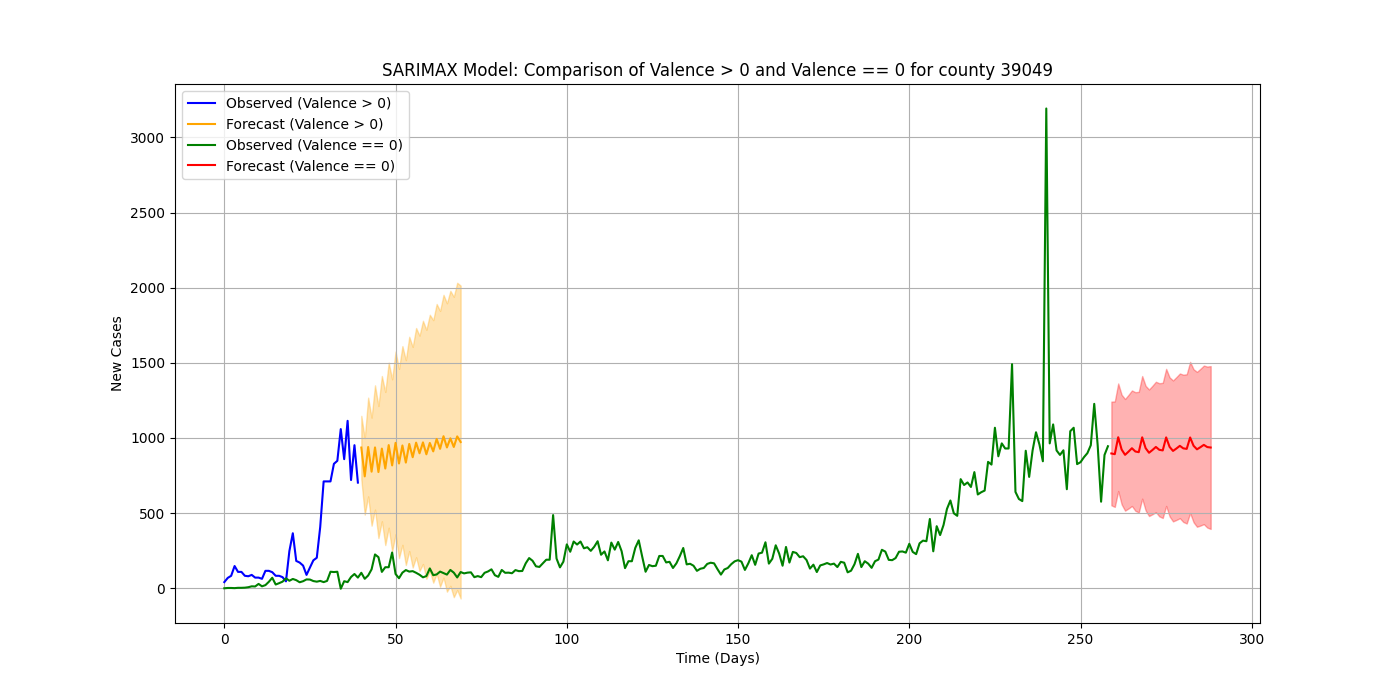 SARIMAX Model: Comparison of Valence > 0 and Valence == 0 for county 39049
Observed (Valence > 0)
Forecast (Valence > 0)
Observed (Valence == 0)
Forecast (Valence == 0)
3000
2500
2000
1500
1000
500
0
New Cases
0 50 100 150 200 250 300
Time (Days)